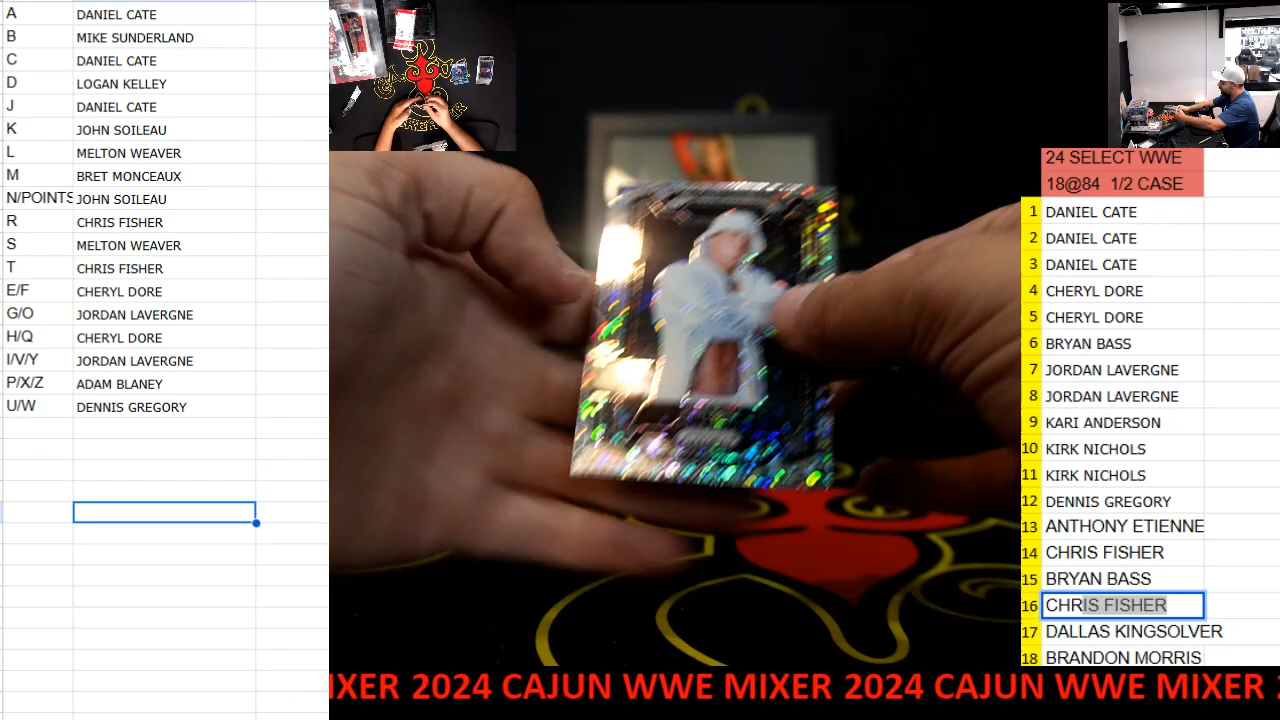 A DANIEL CATE
B MIKE SUNDERLAND
C DANIEL CATE
D LOGAN KELLEY
J DANIEL CATE
K JOHN SOILEAU
L MELTON WEAVER
M BRET MONCEAUX
N/POINTS JOHN SOILEAU
R CHRIS FISHER
S MELTON WEAVER
T CHRIS FISHER
E/F CHERYL DORE
G/O JORDAN LAVERGNE
H/Q CHERYL DORE
I/V/Y JORDAN LAVERGNE
P/X/Z ADAM BLANEY
U/W DENNIS GREGORY
24 SELECT WWE
18@84 1/2 CASE
1 DANIEL CATE
2 DANIEL CATE
3 DANIEL CATE
4 CHERYL DORE
5 CHERYL DORE
6 BRYAN BASS
7 JORDAN LAVERGNE
8 JORDAN LAVERGNE
9 KARI ANDERSON
10 KIRK NICHOLS
11 KIRK NICHOLS
12 DENNIS GREGORY
13 ANTHONY ETIENNE
14 CHRIS FISHER
15 BRYAN BASS
16 CHRIS FISHER
17 DALLAS KINGSOLVER
18 BRANDON MORRIS
IXER 2024 CAJUN WWE MIXER 2024 CAJUN WWE MIXER